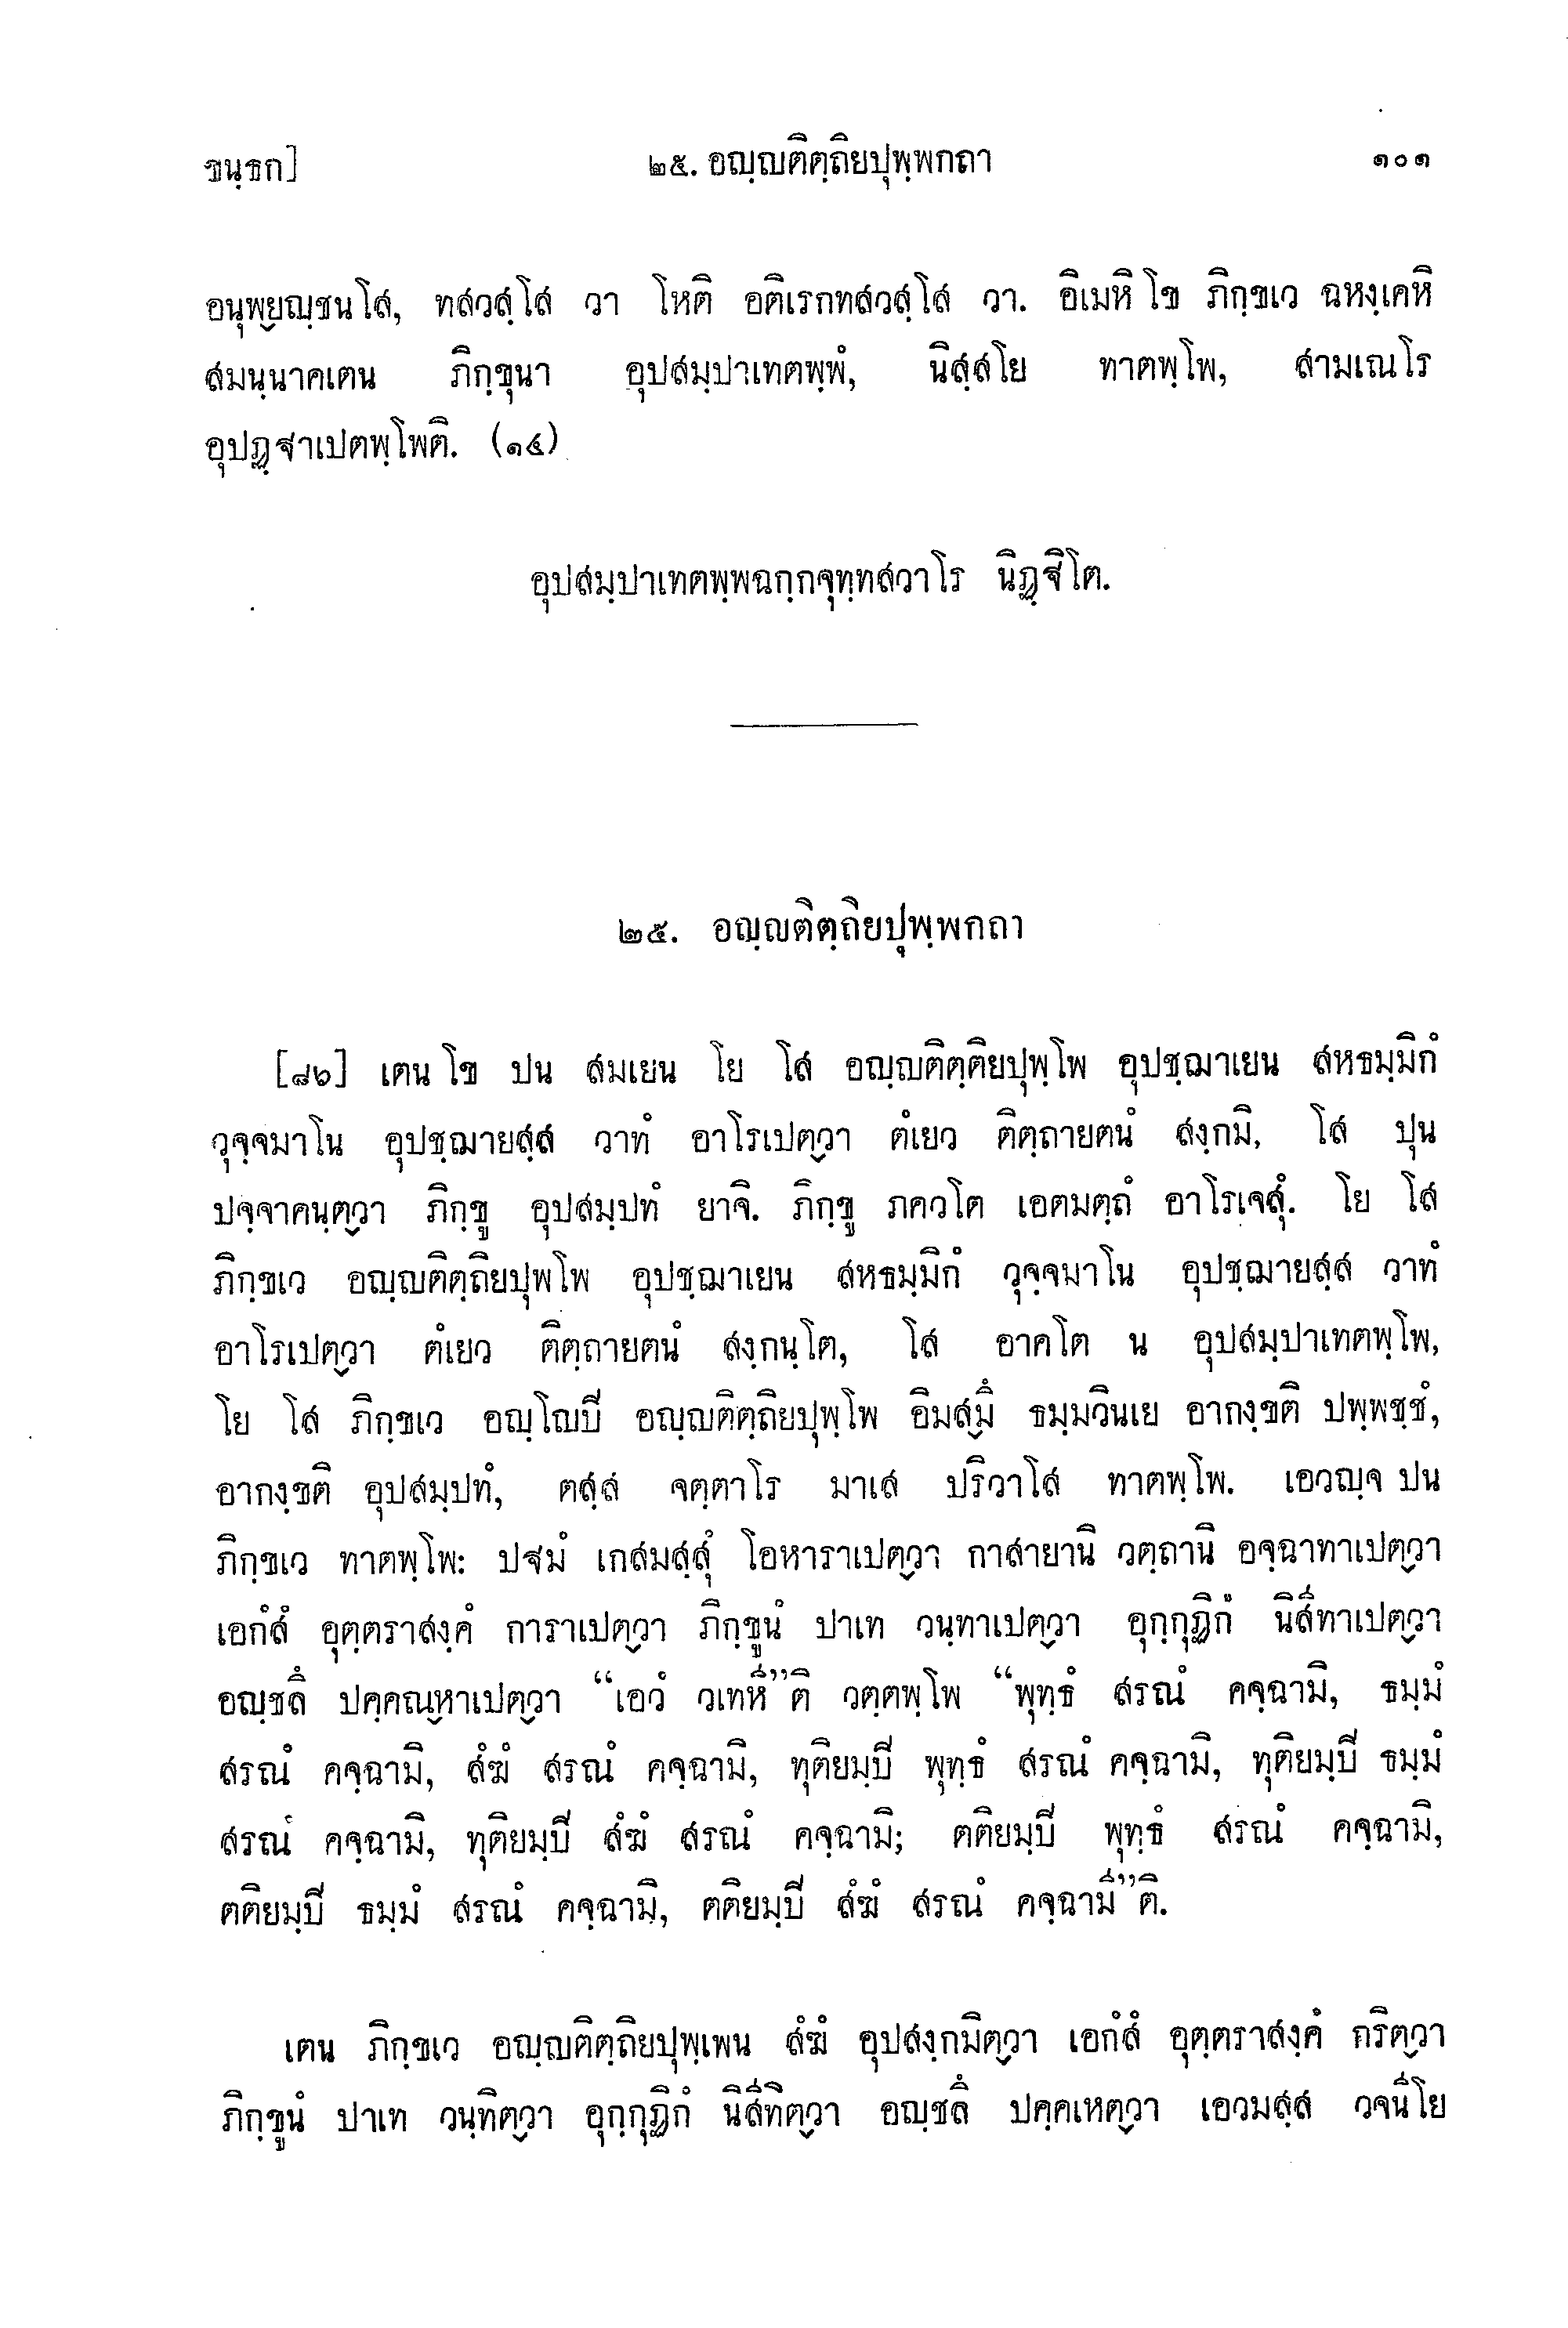 ขนฺธก] ๒๕. อญฺญติตฺถิยปุพฺพกถา ๑๐๑
อนุพฺยญฺชนโส, ทสวสฺโส วา โหติ อติเรกทสวสฺโส วา. อิเมหิ โข ภิกฺขเว ฉหงฺเคหิ
สมนฺนาคเตน ภิกฺขุนา อุปสมฺปาเทตพฺพํ, นิสฺสโย ทาตพฺโพ, สามเณโร
อุปฏฺฐาเปตพฺโพติ. (๑๔)
อุปสมฺปาเทตพฺพฉกฺกจุทฺทสวาโร นิฏฺฐิโต.
๒๕. อญฺญติตฺถิยปุพฺพกถา
[๘๖] เตน โข ปน สมเยน โย โส อญฺญติตฺติยปุพฺโพ อุปชฺฌาเยน สหธมฺมิกํ
วุจฺจมาโน อุปชฺฌายสฺส วาทํ อาโรเปตฺวา ตํเยว ติตฺถายตนํ สงฺกมิ, โส ปุน
ปจฺจาคนฺตฺวา ภิกฺขู อุปสมฺปทํ ยาจิ. ภิกฺขู ภควโต เอตมตฺถํ อาโรเจสุํ. โย โส
ภิกฺขเว อญฺญติตฺถิยปุพโพ อุปชฺฌาเยน สหธมฺมิกํ วุจฺจมาโน อุปชฺฌายสฺส วาทํ
อาโรเปตฺวา ตํเยว ติตฺถายตนํ สงฺกนฺโต, โส อาคโต น อุปสมฺปาเทตพฺโพ,
โย โส ภิกฺขเว อญฺโญปิ อญฺญติตฺถิยปุพฺโพ อิมสฺมิํ ธมฺมวินเย อากงฺขติ ปพฺพชฺชํ,
อากงฺขติ อุปสมฺปทํ, ตสฺส จตฺตาโร มาเส ปริวาโส ทาตพฺโพ. เอวญฺจ ปน
ภิกฺขเว ทาตพฺโพ: ปฐมํ เกสมสฺสุํ โอหาราเปตฺวา กาสายานิ วตฺถานิ อจฺฉาทาเปตฺวา
เอกํสํ อุตฺตราสงฺคํ การาเปตฺวา ภิกฺขูนํ ปาเท วนฺทาเปตฺวา อุกฺกุฏิกํ นิสีทาเปตฺวา
อญฺชลิํ ปคฺคณฺหาเปตฺวา “เอวํ วเทหี”ติ วตฺตพฺโพ “พุทฺธํ สรณํ คจฺฉามิ, ธมฺมํ
สรณํ คจฺฉามิ, สํฆํ สรณํ คจฺฉามิ, ทุติยมฺปิ พุทฺธํ สรณํ คจฺฉามิ, ทุติยมฺปิ ธมฺมํ
สรณํ คจฺฉามิ, ทุติยมฺปิ สํฆํ สรณํ คจฺฉามิ; ตติยมฺปิ พุทฺธํ สรณํ คจฺฉามิ,
ตติยมฺปิ ธมฺมํ สรณํ คจฺฉามิ, ตติยมฺปิ สํฆํ สรณํ คจฺฉามี”ติ.
เตน ภิกฺขเว อญฺญติตฺถิยปุพฺเพน สํฆํ อุปสงฺกมิตฺวา เอกํสํ อุตฺตราสงฺคํ กริตฺวา
ภิกฺขูนํ ปาเท วนฺทิตฺวา อุกฺกุฏิกํ นิสีทิตฺวา อญฺชลิํ ปคฺคเหตฺวา เอวมสฺส วจนีโย